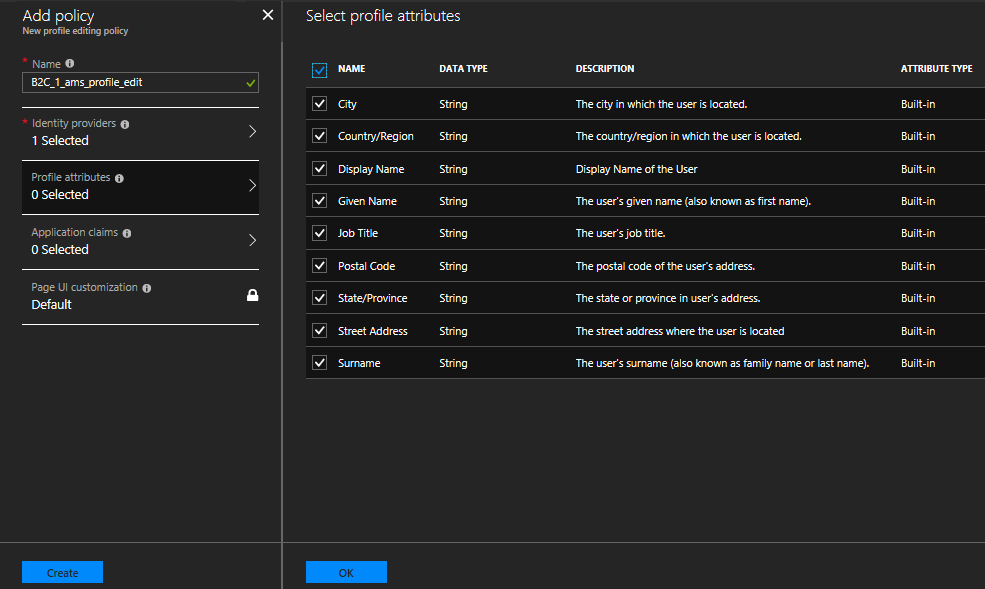 Add policy
New profile editing policy
* Name
B2C_1_ams_profile_edit
* Identity providers
1 Selected
Profile attributes
0 Selected
Application claims
0 Selected
Page UI customization
Default
Create
Select profile attributes
NAME DATA TYPE DESCRIPTION ATTRIBUTE TYPE
City String The city in which the user is located. Built-in
Country/Region String The country/region in which the user is located. Built-in
Display Name String Display Name of the User Built-in
Given Name String The user's given name (also known as first name). Built-in
Job Title String The user's job title. Built-in
Postal Code String The postal code of the user's address. Built-in
State/Province String The state or province in user's address. Built-in
Street Address String The street address where the user is located Built-in
Surname String The user's surname (also known as family name or last name). Built-in
OK